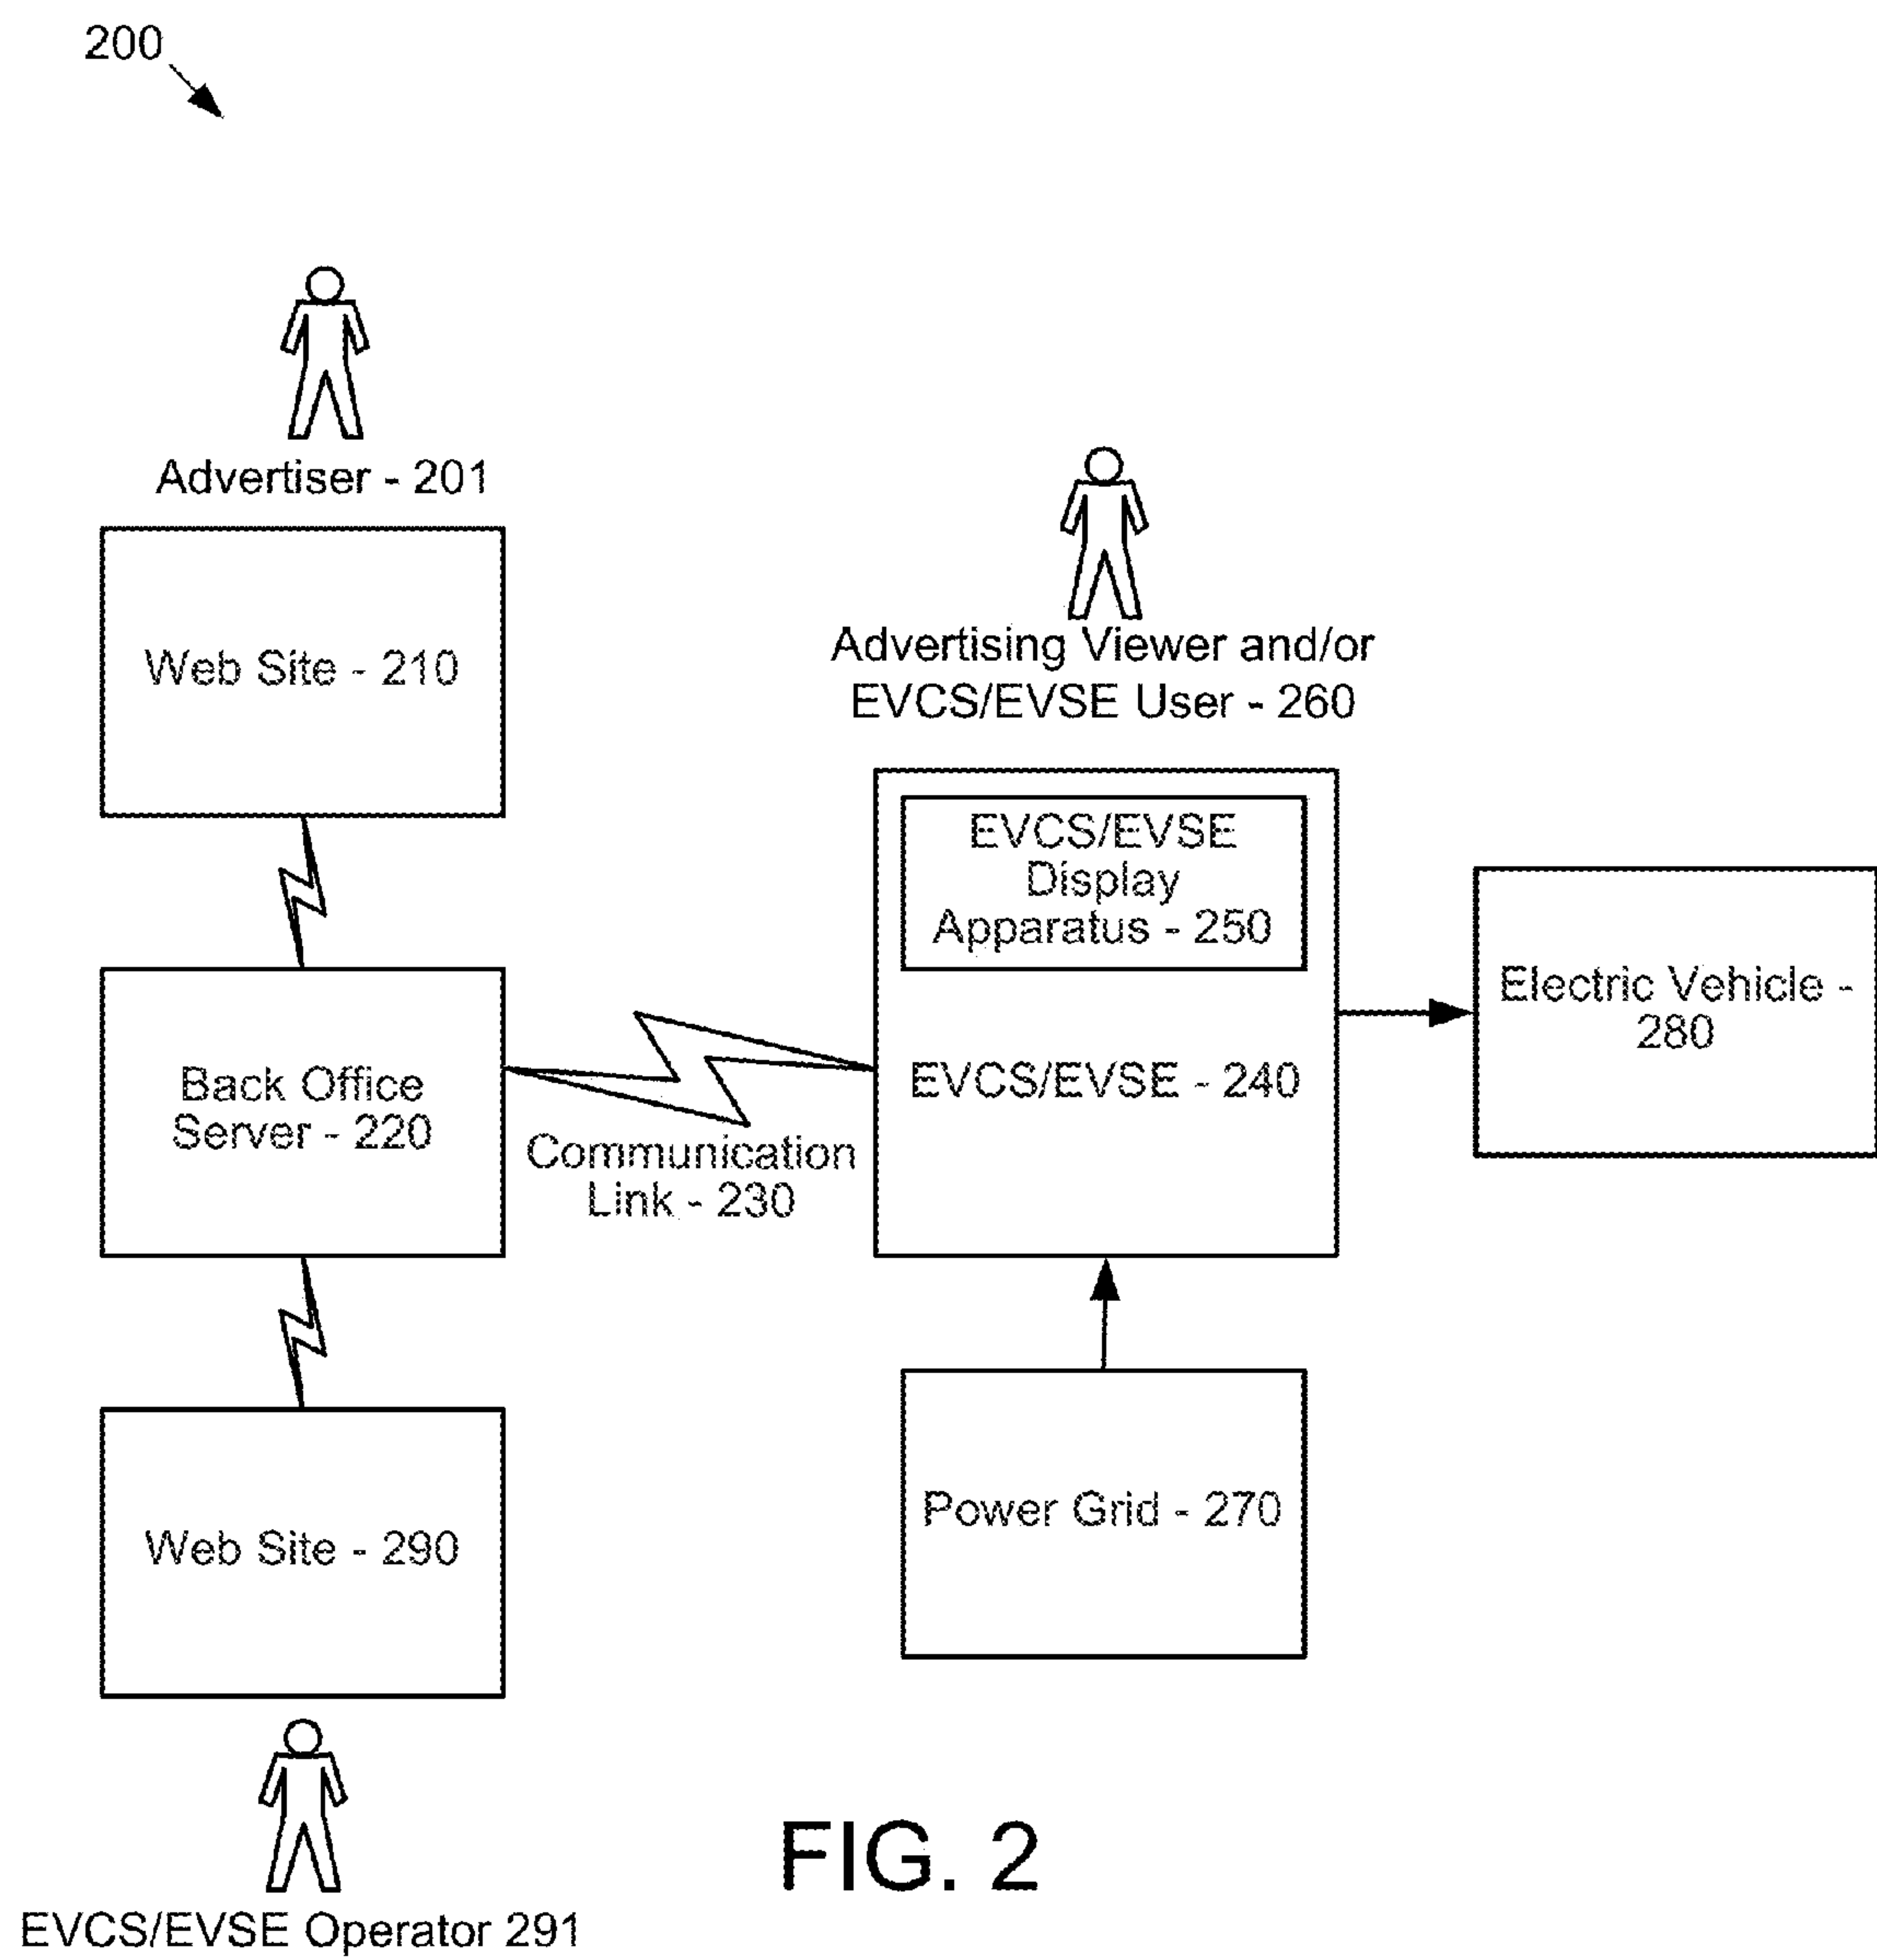 200
Advertiser - 201
Web Site - 210
Advertising Viewer and/or
EVCS/EVSE User - 260
EVCS/EVSE
Display
Apparatus - 250
EVCS/EVSE - 240
Electric Vehicle -
280
Back Office
Server - 220
Communication
Link - 230
Power Grid - 270
Web Site - 290
EVCS/EVSE Operator 291
FIG. 2